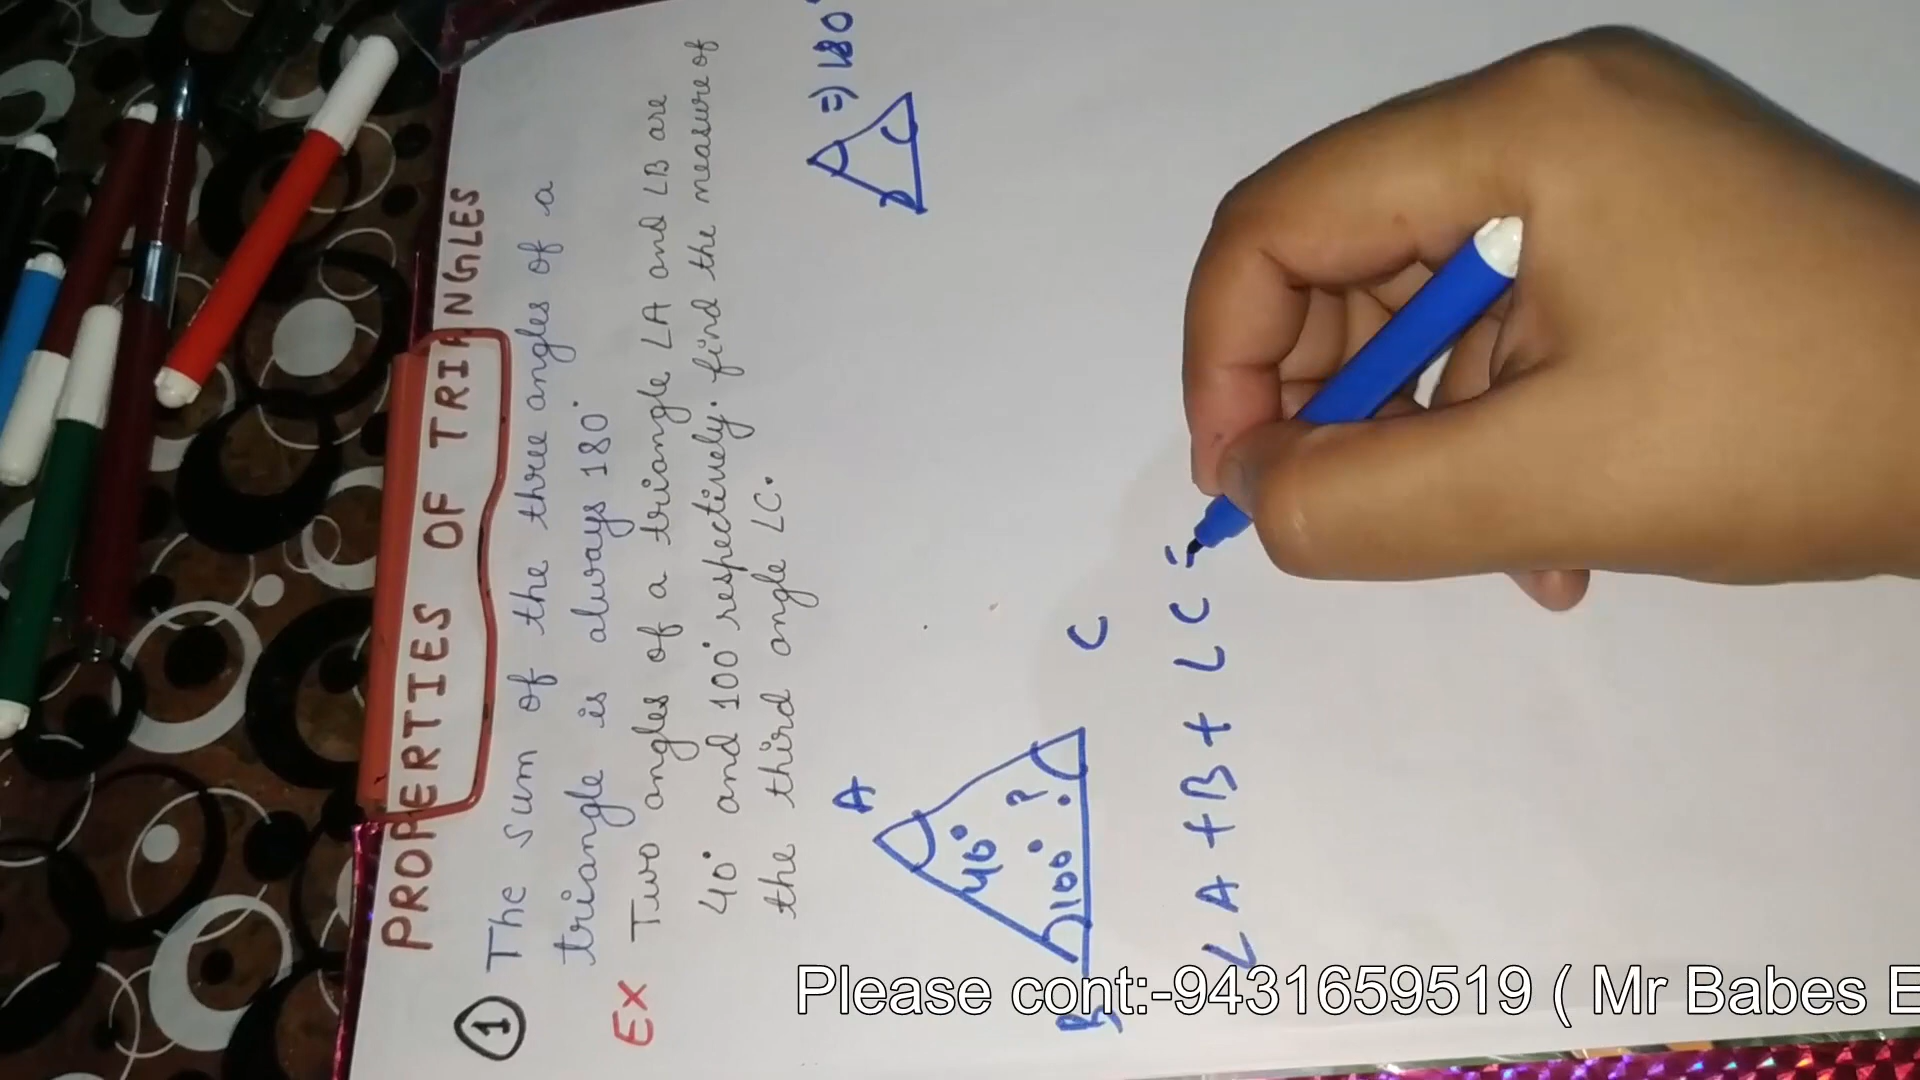 PROPERTIES OF TRIANGLES
1 The sum of the three angles of a
triangle is always 180°
Ex Two angles of a triangle ∠A and ∠B are
40° and 100° respectively. find the measure of
the third angle ∠C.
=) 180°
A
40°
100° ?
B C
∠A + B + ∠C =
Please cont:-9431659519 ( Mr Babes E